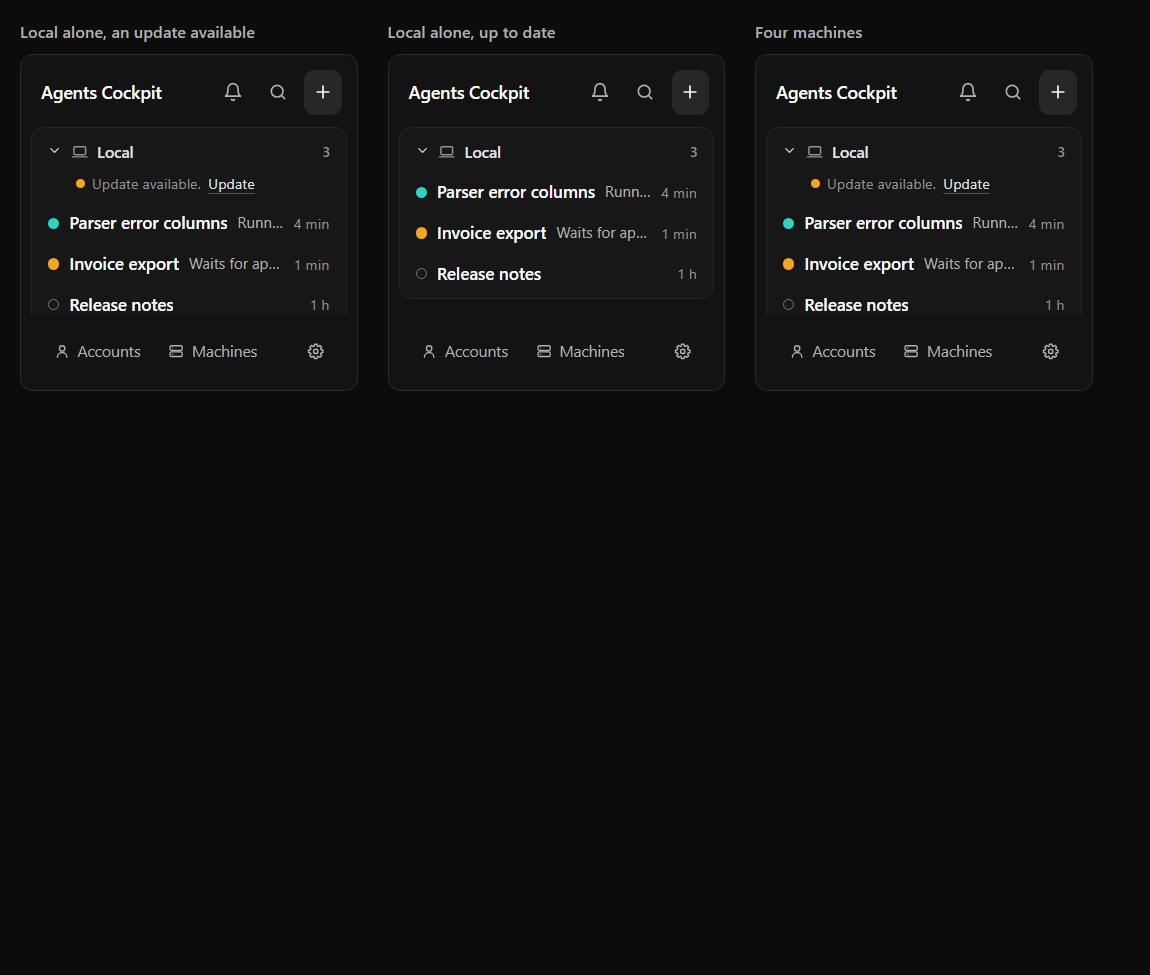 Local alone, an update available
Agents Cockpit
Local 3
Update available. Update
Parser error columns Runn... 4 min
Invoice export Waits for ap... 1 min
Release notes 1 h
Accounts Machines
Local alone, up to date
Agents Cockpit
Local 3
Parser error columns Runn... 4 min
Invoice export Waits for ap... 1 min
Release notes 1 h
Accounts Machines
Four machines
Agents Cockpit
Local 3
Update available. Update
Parser error columns Runn... 4 min
Invoice export Waits for ap... 1 min
Release notes 1 h
Accounts Machines